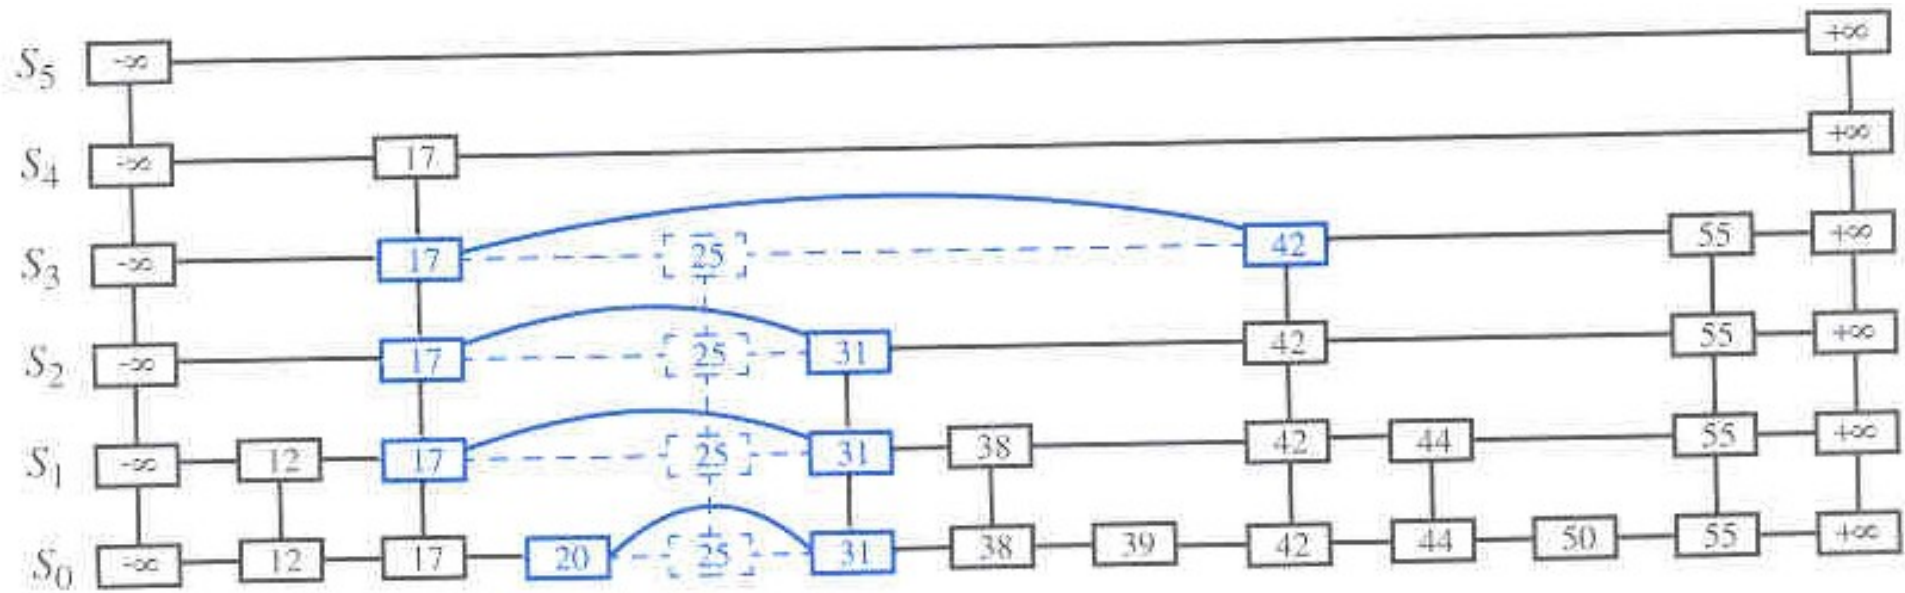 S5 -∞ +∞
S4 -∞ 17 +∞
S3 -∞ 17 25 42 55 +∞
S2 -∞ 17 25 31 42 55 +∞
S1 -∞ 12 17 25 31 38 42 44 55 +∞
S0 -∞ 12 17 20 25 31 38 39 42 44 50 55 +∞